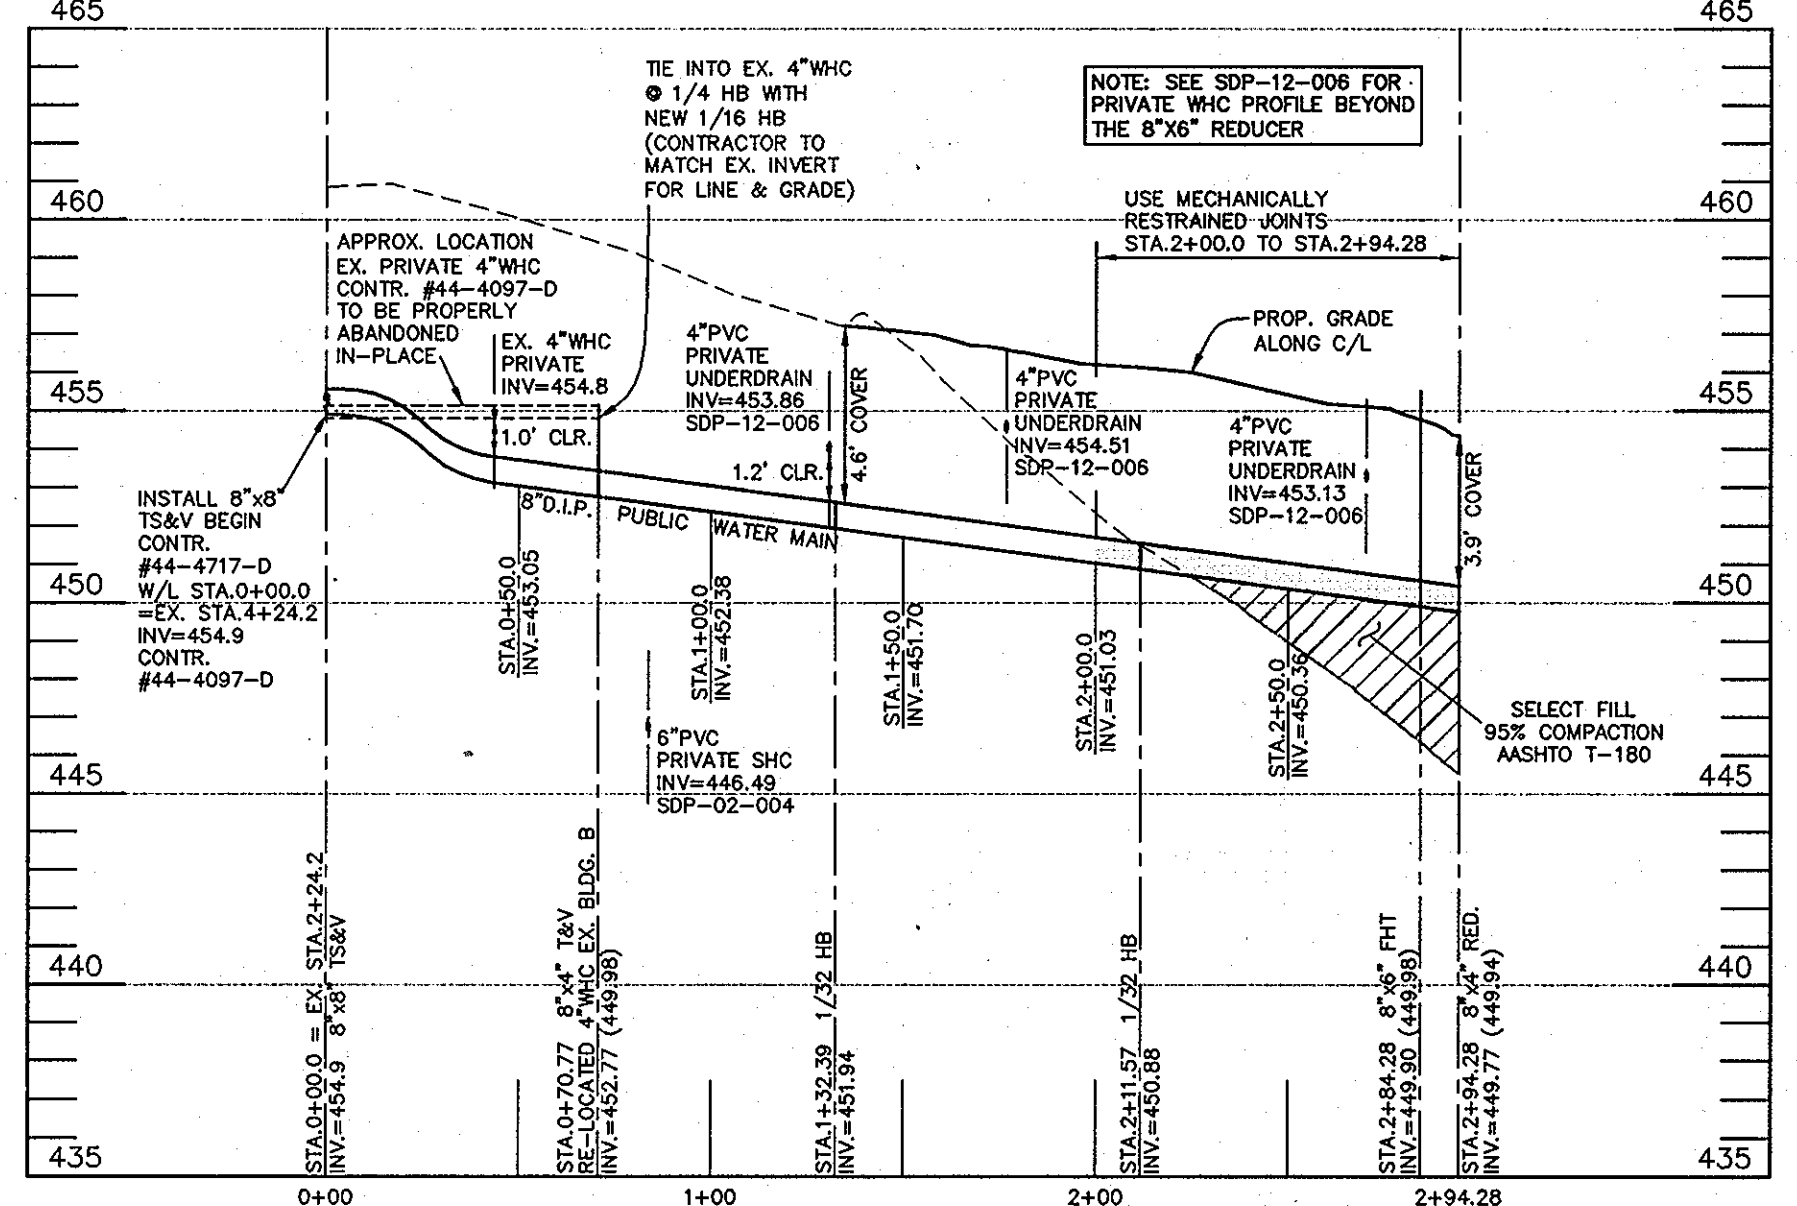 465
465
TIE INTO EX. 4"WHC
@ 1/4 HB WITH
NEW 1/16 HB
(CONTRACTOR TO
MATCH EX. INVERT
FOR LINE & GRADE)
NOTE: SEE SDP-12-006 FOR
PRIVATE WHC PROFILE BEYOND
THE 8"X6" REDUCER
460
460
USE MECHANICALLY
RESTRAINED JOINTS
STA.2+00.0 TO STA.2+94.28
APPROX. LOCATION
EX. PRIVATE 4"WHC
CONTR. #44-4097-D
TO BE PROPERLY
ABANDONED
IN-PLACE
EX. 4"WHC
PRIVATE
INV=454.8
1.0' CLR.
4"PVC
PRIVATE
UNDERDRAIN
INV=453.86
SDP-12-006
1.2' CLR.
4.6' COVER
PROP. GRADE
ALONG C/L
4"PVC
PRIVATE
UNDERDRAIN
INV=454.51
SDP-12-006
4"PVC
PRIVATE
UNDERDRAIN
INV=453.13
SDP-12-006
3.9' COVER
455
455
INSTALL 8"x8"
TS&V BEGIN
CONTR.
#44-4717-D
W/L STA.0+00.0
=EX. STA.4+24.2
INV=454.9
CONTR.
#44-4097-D
8"D.I.P. PUBLIC WATER MAIN
450
450
STA.0+50.0
INV.=453.05
STA.1+00.0
INV.=452.38
STA.1+50.0
INV.=451.70
STA.2+00.0
INV.=451.03
STA.2+50.0
INV.=450.36
SELECT FILL
95% COMPACTION
AASHTO T-180
6"PVC
PRIVATE SHC
INV=446.49
SDP-02-004
445
445
440
440
STA.0+00.0 = EX. STA.2+24.2
INV.=454.9 8"x8" TS&V
STA.0+70.77 8"x4" T&V
RE-LOCATED 4"WHC EX. BLDG. B
INV.=452.77 (449.98)
STA.1+32.39 1/32 HB
INV.=451.94
STA.2+11.57 1/32 HB
INV.=450.88
STA.2+84.28 8"x6" FHT
INV.=449.90 (449.98)
STA.2+94.28 8"x4" RED.
INV.=449.77 (449.94)
435
435
0+00
1+00
2+00
2+94.28